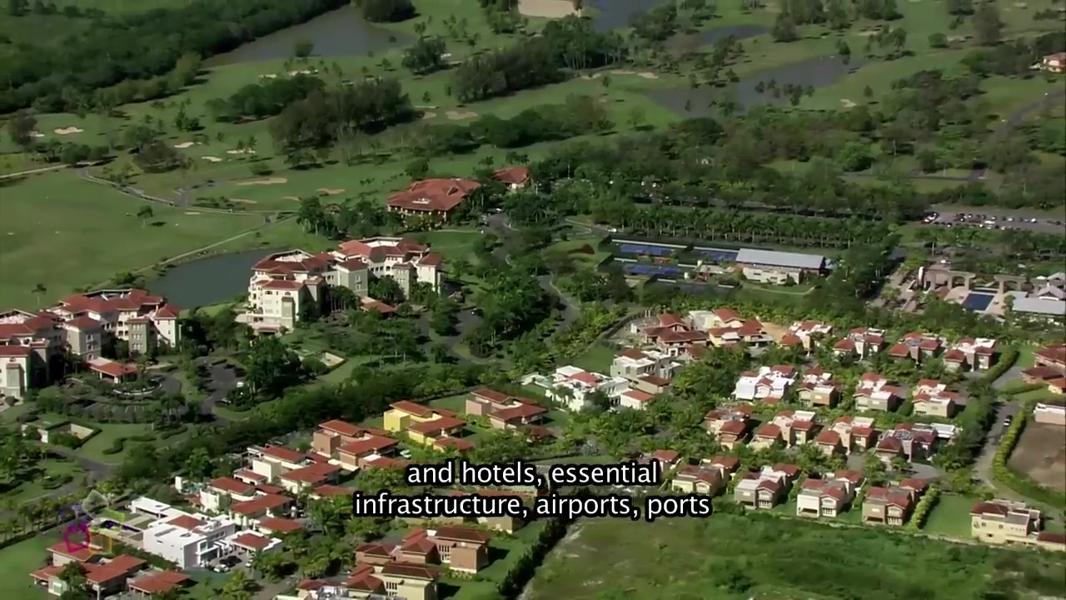 and hotels, essential
infrastructure, airports, ports